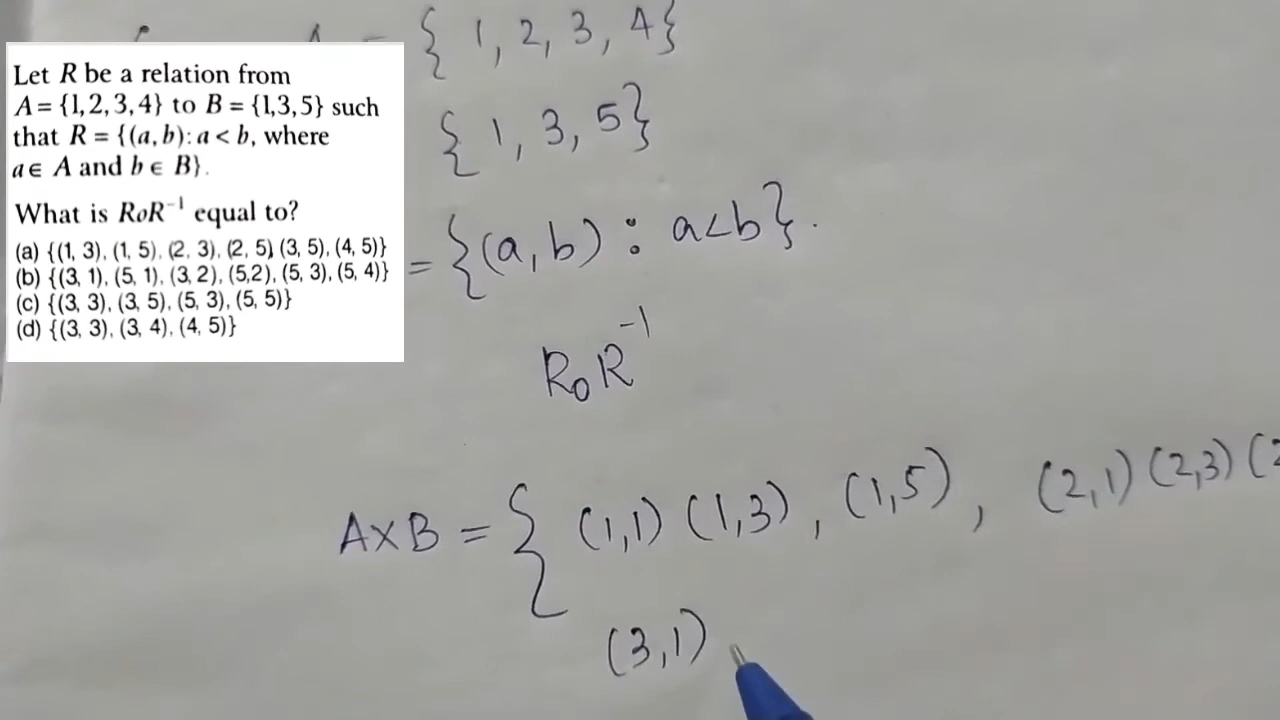 A = { 1, 2, 3, 4}
Let R be a relation from
A = {1, 2, 3, 4} to B = {1,3,5} such
that R = {(a, b): a < b, where
a ∈ A and b ∈ B}.
What is RoR⁻¹ equal to?
(a) {(1, 3), (1, 5), (2, 3), (2, 5), (3, 5), (4, 5)}
(b) {(3, 1), (5, 1), (3, 2), (5,2), (5, 3), (5, 4)}
(c) {(3, 3), (3, 5), (5, 3), (5, 5)}
(d) {(3, 3), (3, 4), (4, 5)}
{ 1, 3, 5}
= {(a, b) : a<b}.
RoR⁻¹
A×B = { (1,1) (1,3) , (1,5) , (2,1) (2,3) (2
(3,1)